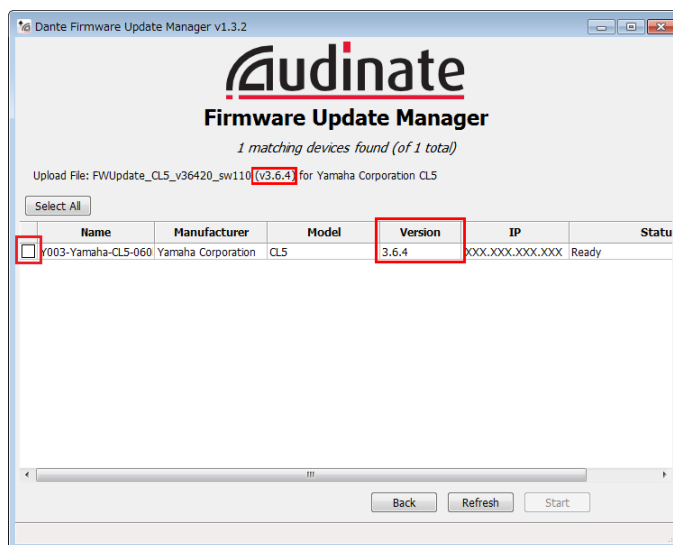 Dante Firmware Update Manager v1.3.2
Audinate
Firmware Update Manager
1 matching devices found (of 1 total)
Upload File: FWUpdate_CL5_v36420_sw110 (v3.6.4) for Yamaha Corporation CL5
Select All
Name Manufacturer Model Version IP Statu
Y003-Yamaha-CL5-060 Yamaha Corporation CL5 3.6.4 XXX.XXX.XXX.XXX Ready
Back Refresh Start